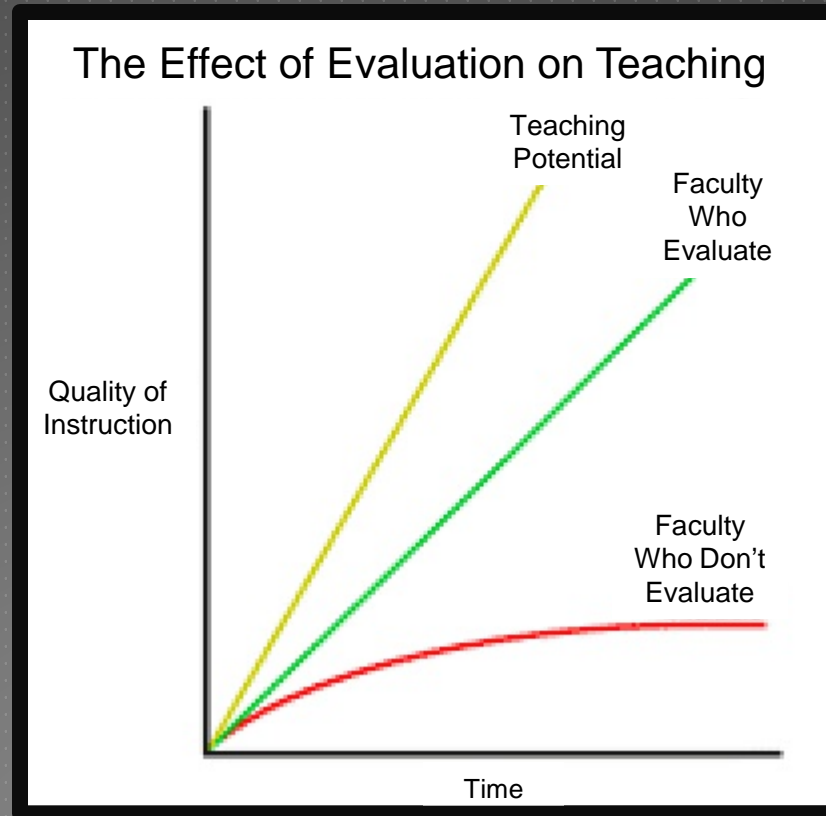 The Effect of Evaluation on Teaching
Teaching
Potential
Faculty
Who
Evaluate
Quality of
Instruction
Faculty
Who Don’t
Evaluate
Time